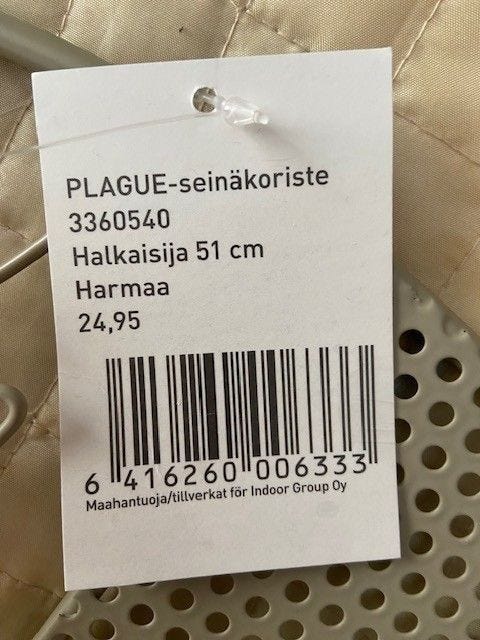 PLAGUE-seinäkoriste
3360540
Halkaisija 51 cm
Harmaa
24,95
6 416260 006333
Maahantuoja/tillverkat för Indoor Group Oy